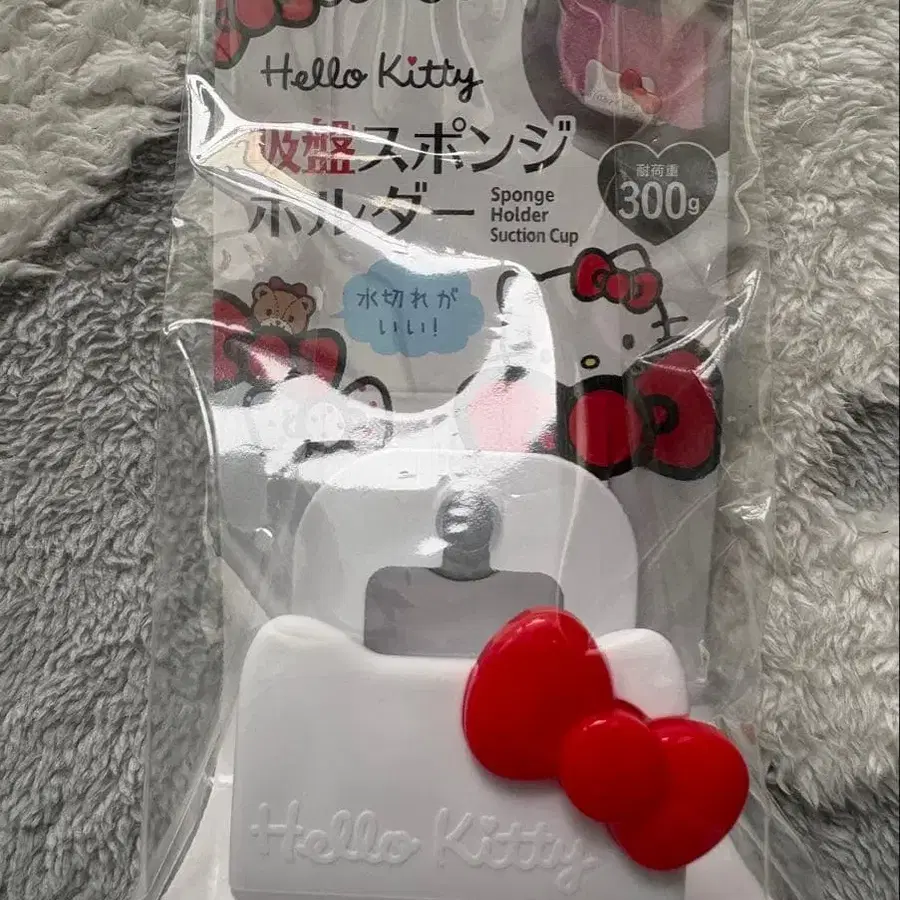 Hello Kitty
吸盤スポンジ
ホルダー
Sponge
Holder
Suction Cup
耐荷重
300g
水切れが
いい!
Hello Kitty